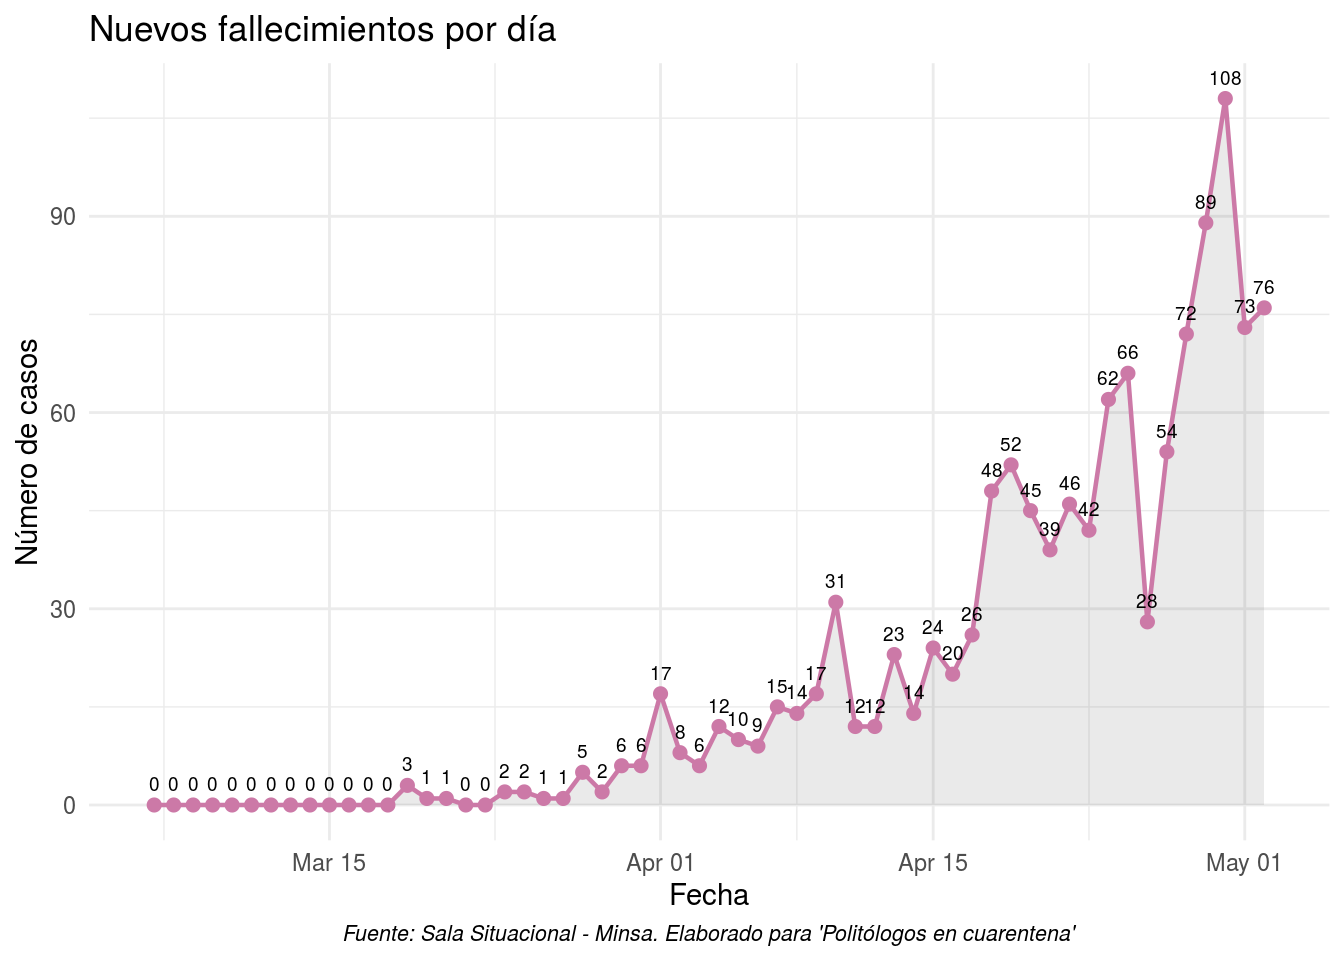 Nuevos fallecimientos por día
Número de casos
90
60
30
0
0 0 0 0 0 0 0 0 0 0 0 0 0 3 1 1 0 0 2 2 1 1 5 2 6 6 17 8 6 12 10 9 15 14 17 31 12 12 23 14 24 20 26 48 52 45 39 46 42 62 66 28 54 72 89 108 73 76
Mar 15 Apr 01 Apr 15 May 01
Fecha
Fuente: Sala Situacional - Minsa. Elaborado para 'Politólogos en cuarentena'